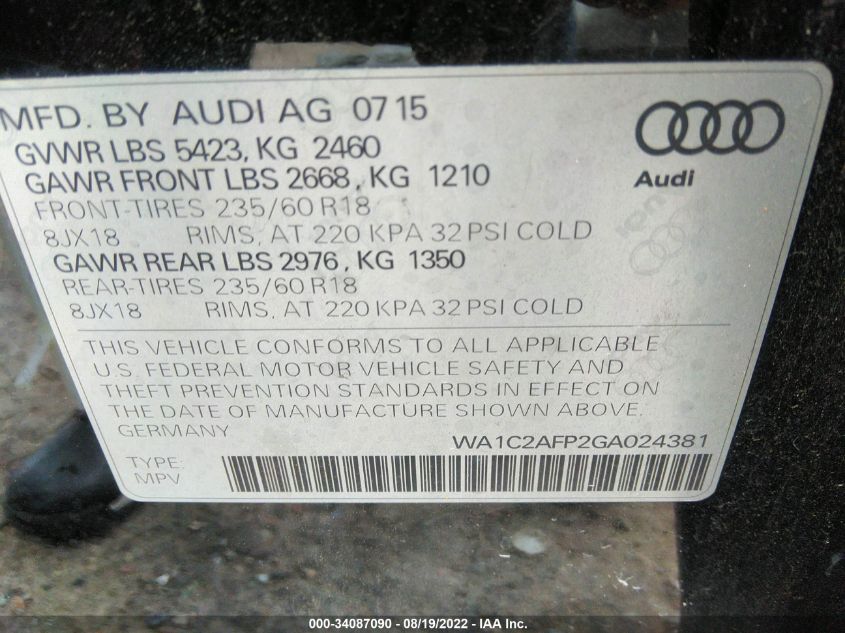 MFD. BY AUDI AG 07 15
GVWR LBS 5423, KG 2460
GAWR FRONT LBS 2668, KG 1210
FRONT-TIRES 235/60 R18
8JX18 RIMS, AT 220 KPA 32 PSI COLD
GAWR REAR LBS 2976, KG 1350
REAR-TIRES 235/60 R18
8JX18 RIMS, AT 220 KPA 32 PSI COLD
Audi
THIS VEHICLE CONFORMS TO ALL APPLICABLE
U.S. FEDERAL MOTOR VEHICLE SAFETY AND
THEFT PREVENTION STANDARDS IN EFFECT ON
THE DATE OF MANUFACTURE SHOWN ABOVE.
GERMANY
WA1C2AFP2GA024381
TYPE:
MPV
000-34087090 - 08/19/2022 - IAA Inc.